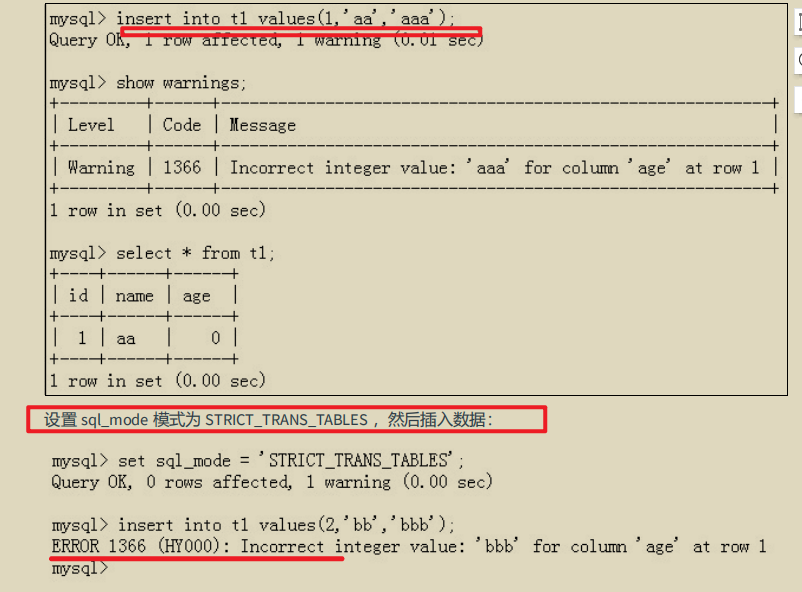 mysql> insert into t1 values(1,'aa','aaa');
Query OK, 1 row affected, 1 warning (0.01 sec)
mysql> show warnings;
+---------+------+----------------------------------------------------------+
| Level   | Code | Message                                                  |
+---------+------+----------------------------------------------------------+
| Warning | 1366 | Incorrect integer value: 'aaa' for column 'age' at row 1 |
+---------+------+----------------------------------------------------------+
1 row in set (0.00 sec)
mysql> select * from t1;
+----+------+------+
| id | name | age  |
+----+------+------+
|  1 | aa   |    0 |
+----+------+------+
1 row in set (0.00 sec)
设置 sql_mode 模式为 STRICT_TRANS_TABLES ，然后插入数据：
mysql> set sql_mode = 'STRICT_TRANS_TABLES';
Query OK, 0 rows affected, 1 warning (0.00 sec)
mysql> insert into t1 values(2,'bb','bbb');
ERROR 1366 (HY000): Incorrect integer value: 'bbb' for column 'age' at row 1
mysql>